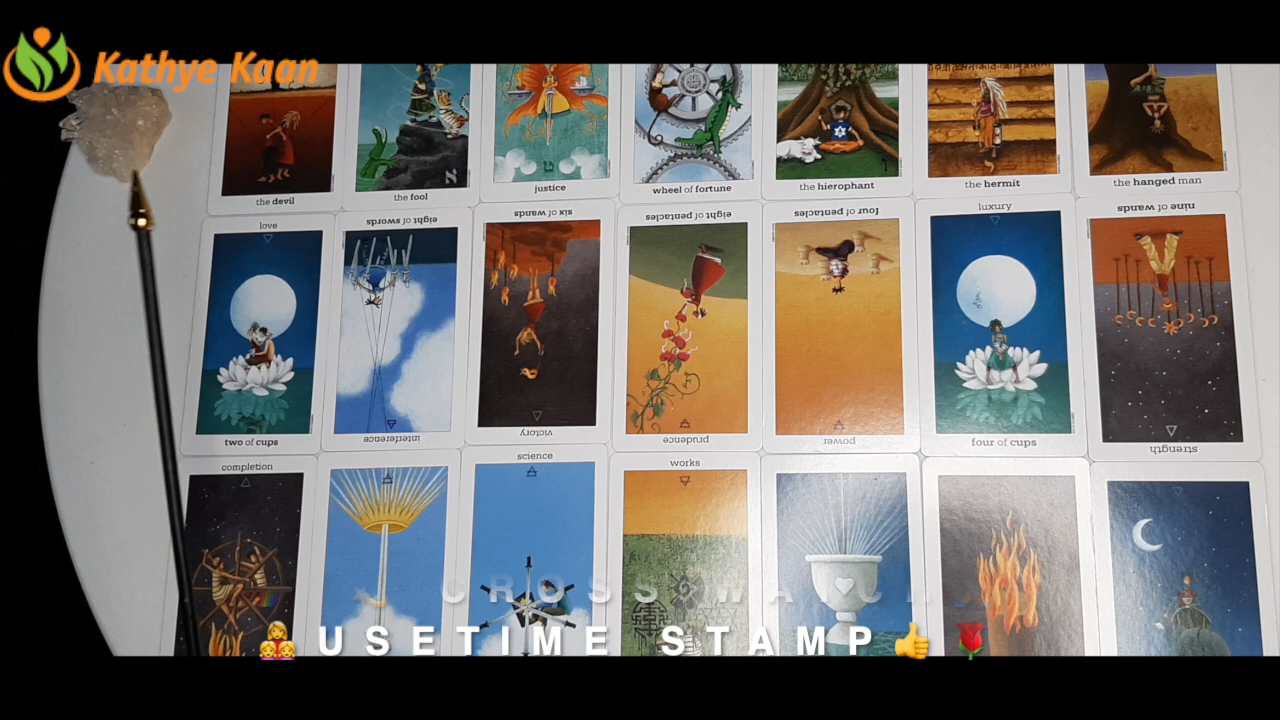 Kathye Kaan
the devil
the fool
justice
wheel of fortune
the hierophant
the hermit
the hanged man
love
eight of swords
six of wands
eight of pentacles
four of pentacles
luxury
nine of wands
two of cups
interference
victory
prudence
power
four of cups
strength
completion
science
works
CROSS WATCH
USETIME STAMP